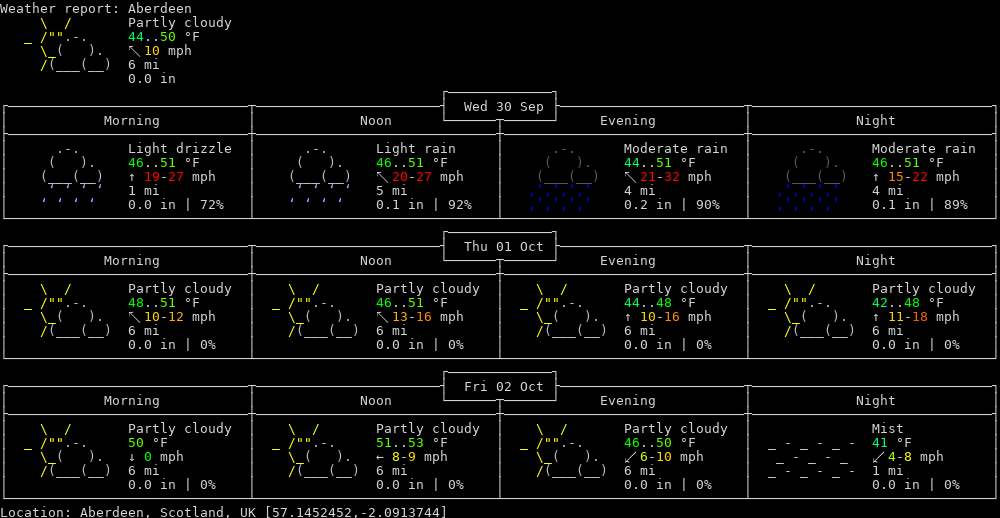 Weather report: Aberdeen
Partly cloudy
44..50 °F
↖ 10 mph
6 mi
0.0 in
Wed 30 Sep
Morning Noon Evening Night
Light drizzle Light rain Moderate rain Moderate rain
46..51 °F 46..51 °F 44..51 °F 46..51 °F
↑ 19-27 mph ↖ 20-27 mph ↖ 21-32 mph ↑ 15-22 mph
1 mi 5 mi 4 mi 4 mi
0.0 in | 72% 0.1 in | 92% 0.2 in | 90% 0.1 in | 89%
Thu 01 Oct
Morning Noon Evening Night
Partly cloudy Partly cloudy Partly cloudy Partly cloudy
48..51 °F 46..51 °F 44..48 °F 42..48 °F
↖ 10-12 mph ↖ 13-16 mph ↑ 10-16 mph ↑ 11-18 mph
6 mi 6 mi 6 mi 6 mi
0.0 in | 0% 0.0 in | 0% 0.0 in | 0% 0.0 in | 0%
Fri 02 Oct
Morning Noon Evening Night
Partly cloudy Partly cloudy Partly cloudy Mist
50 °F 51..53 °F 46..50 °F 41 °F
↓ 0 mph ← 8-9 mph ↙ 6-10 mph ↙ 4-8 mph
6 mi 6 mi 6 mi 1 mi
0.0 in | 0% 0.0 in | 0% 0.0 in | 0% 0.0 in | 0%
Location: Aberdeen, Scotland, UK [57.1452452,-2.0913744]